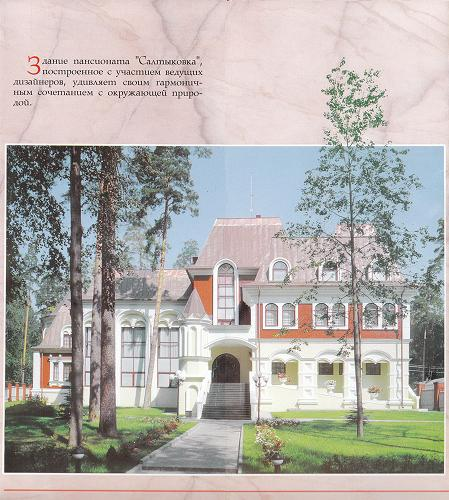 Здание пансионата "Салтыковка",
построенное с участием ведущих
дизайнеров, удивляет своим гармонич-
ным сочетанием с окружающей приро-
дой.